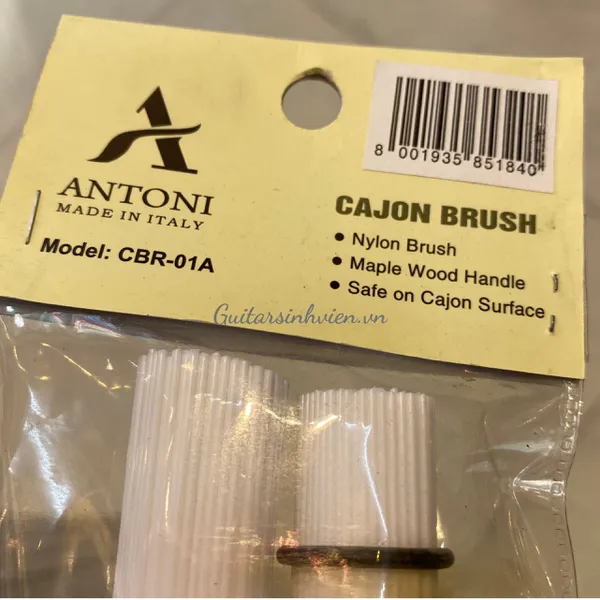 ANTONI
MADE IN ITALY
Model: CBR-01A
8 001935 851840
CAJON BRUSH
• Nylon Brush
• Maple Wood Handle
• Safe on Cajon Surface
Guitarsinhvien.vn